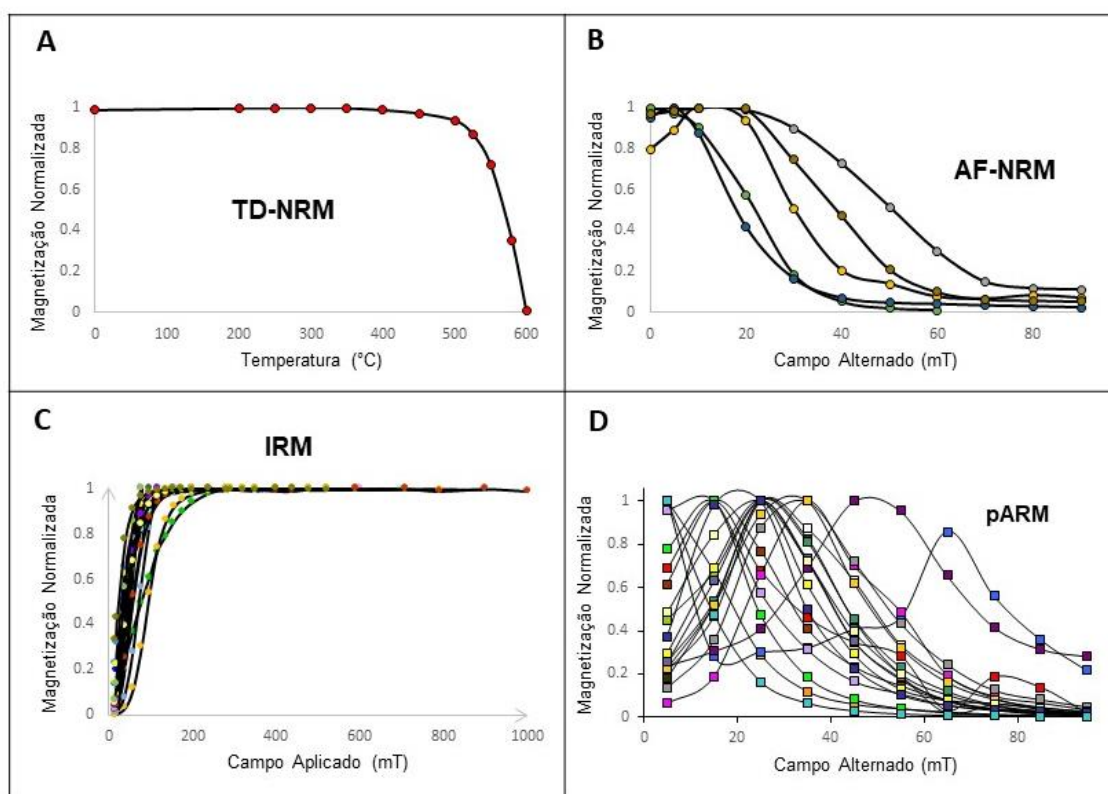 A
Magnetização Normalizada
1
0.8
0.6
0.4
0.2
0
TD-NRM
0 100 200 300 400 500 600
Temperatura (°C)
B
Magnetização Normalizada
1
0.8
0.6
0.4
0.2
0
AF-NRM
0 20 40 60 80
Campo Alternado (mT)
C
IRM
Magnetização Normalizada
1
0.8
0.6
0.4
0.2
0
0 200 400 600 800 1000
Campo Aplicado (mT)
D
Magnetização Normalizada
1
0.8
0.6
0.4
0.2
0
pARM
0 20 40 60 80
Campo Alternado (mT)